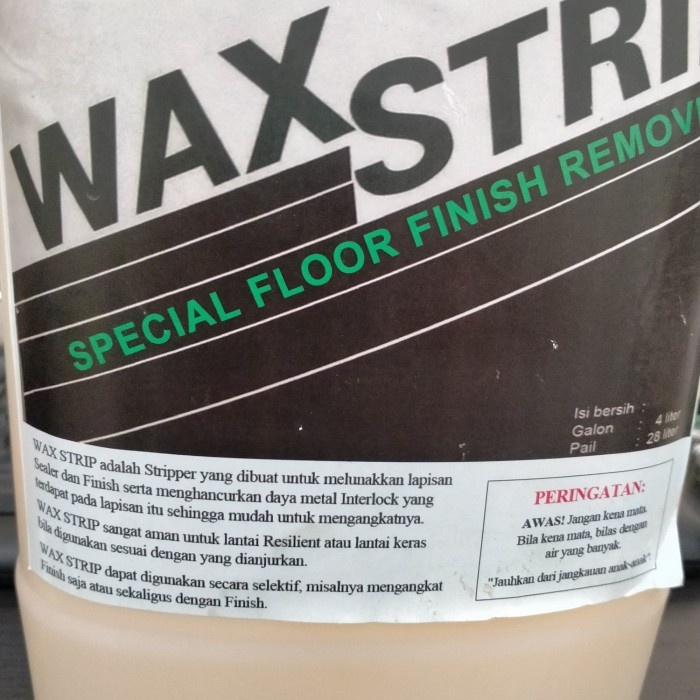 WAXSTRI
SPECIAL FLOOR FINISH REMOV
Isi bersih :
Galon : 4 liter
Pail : 28 liter
WAX STRIP adalah Stripper yang dibuat untuk melunakkan lapisan
Sealer dan Finish serta menghancurkan daya metal Interlock yang
terdapat pada lapisan itu sehingga mudah untuk mengangkatnya.
WAX STRIP sangat aman untuk lantai Resilient atau lantai keras
bila digunakan sesuai dengan yang dianjurkan.
WAX STRIP dapat digunakan secara selektif, misalnya mengangkat
Finish saja atau sekaligus dengan Finish.
PERINGATAN:
AWAS! Jangan kena mata.
Bila kena mata, bilas dengan
air yang banyak.
"Jauhkan dari jangkauan anak-anak".